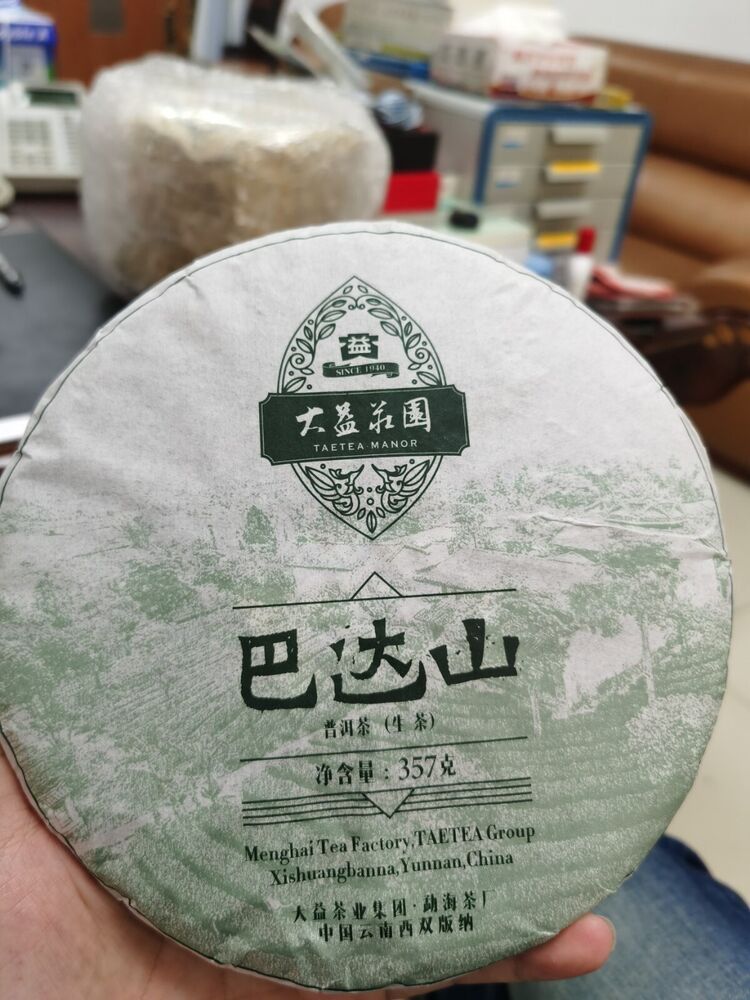 益
SINCE 1940
大益莊園
TAETEA·MANOR
巴达山
普洱茶（生茶）
净含量：357克
Menghai Tea Factory,TAETEA Group
Xishuangbanna,Yunnan,China
大益茶业集团·勐海茶厂
中国云南西双版纳